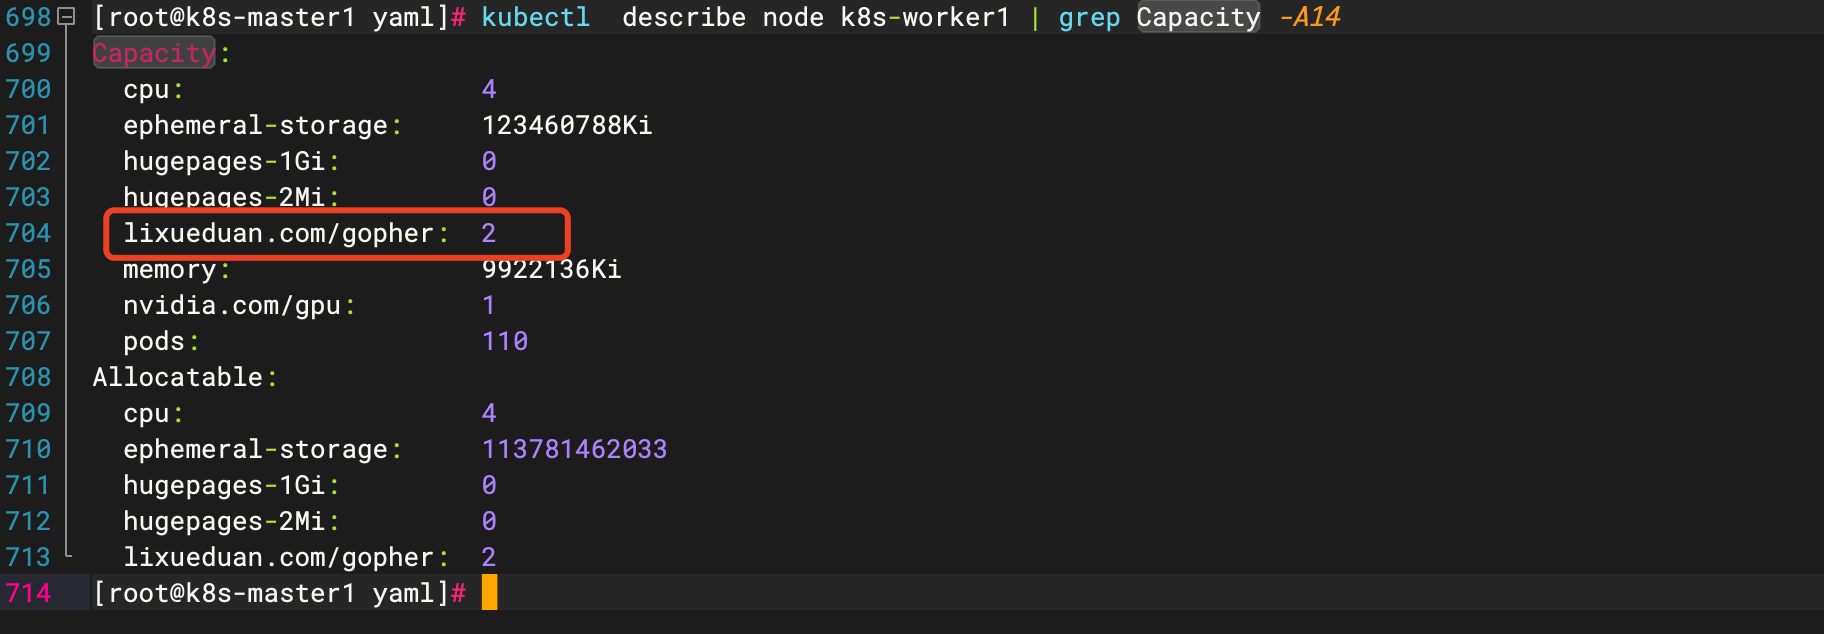 698 [root@k8s-master1 yaml]# kubectl  describe node k8s-worker1 | grep Capacity -A14
699 Capacity:
700   cpu:                    4
701   ephemeral-storage:      123460788Ki
702   hugepages-1Gi:          0
703   hugepages-2Mi:          0
704   lixueduan.com/gopher:   2
705   memory:                 9922136Ki
706   nvidia.com/gpu:         1
707   pods:                   110
708 Allocatable:
709   cpu:                    4
710   ephemeral-storage:      113781462033
711   hugepages-1Gi:          0
712   hugepages-2Mi:          0
713   lixueduan.com/gopher:   2
714 [root@k8s-master1 yaml]#